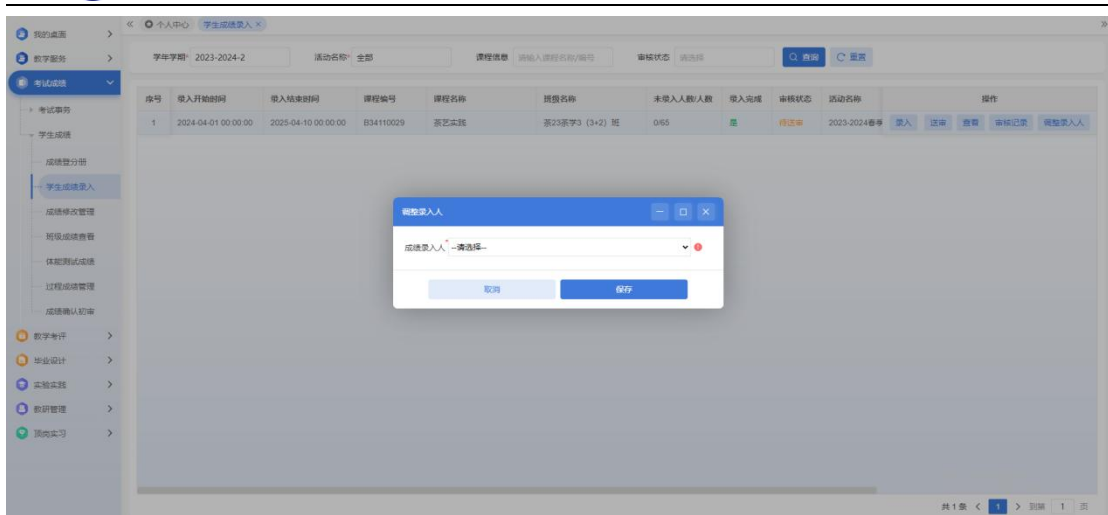 我的桌面
个人中心 学生成绩录入
教学服务
学年学期* 2023-2024-2 活动名称* 全部 课程信息 请输入课程名称/编号 审核状态 请选择 查询 重置
考试成绩
序号 录入开始时间 录入结束时间 课程编号 课程名称 班级名称 未录入人数/人数 录入完成 审核状态 活动名称 操作
考试事务
1 2024-04-01 00:00:00 2025-04-10 00:00:00 B34110029 茶艺实践 茶23茶学3（3+2）班 0/65 是 待送审 2023-2024春季 录入 送审 查看 审核记录 调整录入人
学生成绩
成绩登分册
学生成绩录入
成绩修改管理
班级成绩查看
体能测试成绩
过程成绩管理
成绩确认初审
调整录入人
成绩录入人* --请选择--
取消 保存
教学考评
毕业设计
实验实践
教研管理
顶岗实习
共 1 条 1 到第 1 页